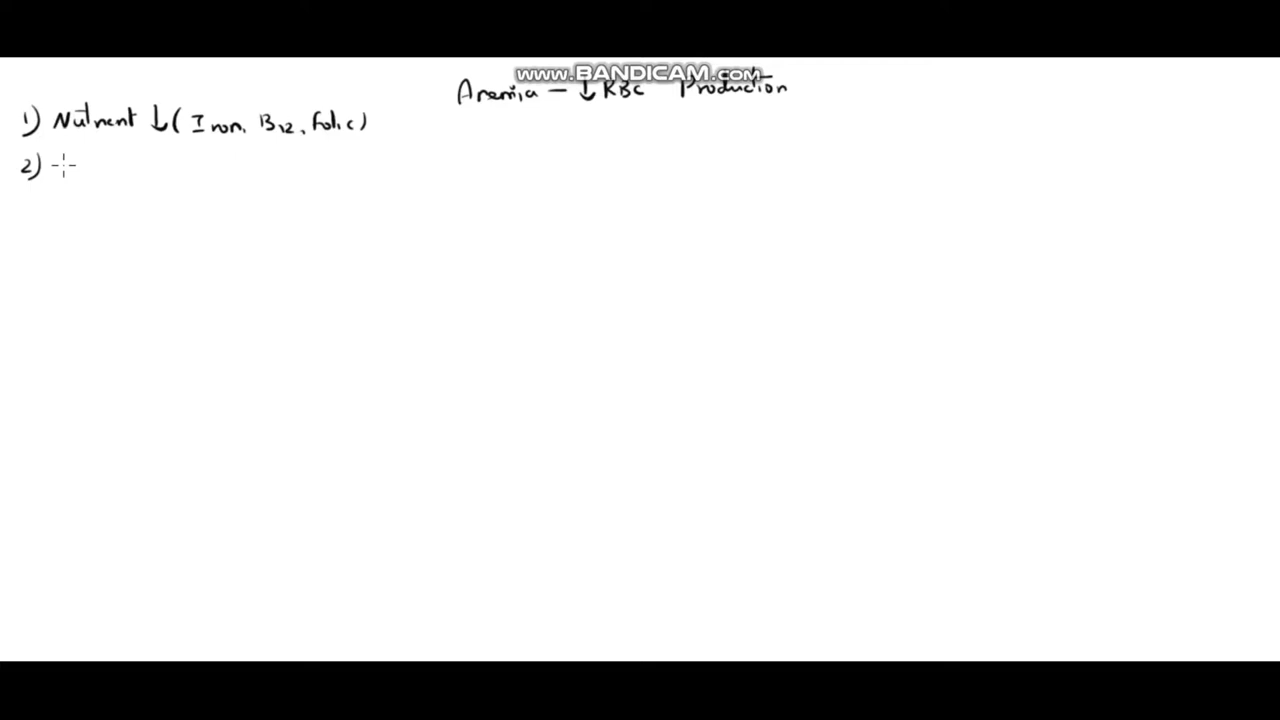 www.BANDICAM.com
Anemia - ↓ RBC Production
1) Nutrient ↓ ( Iron, B12, Folic)
2)